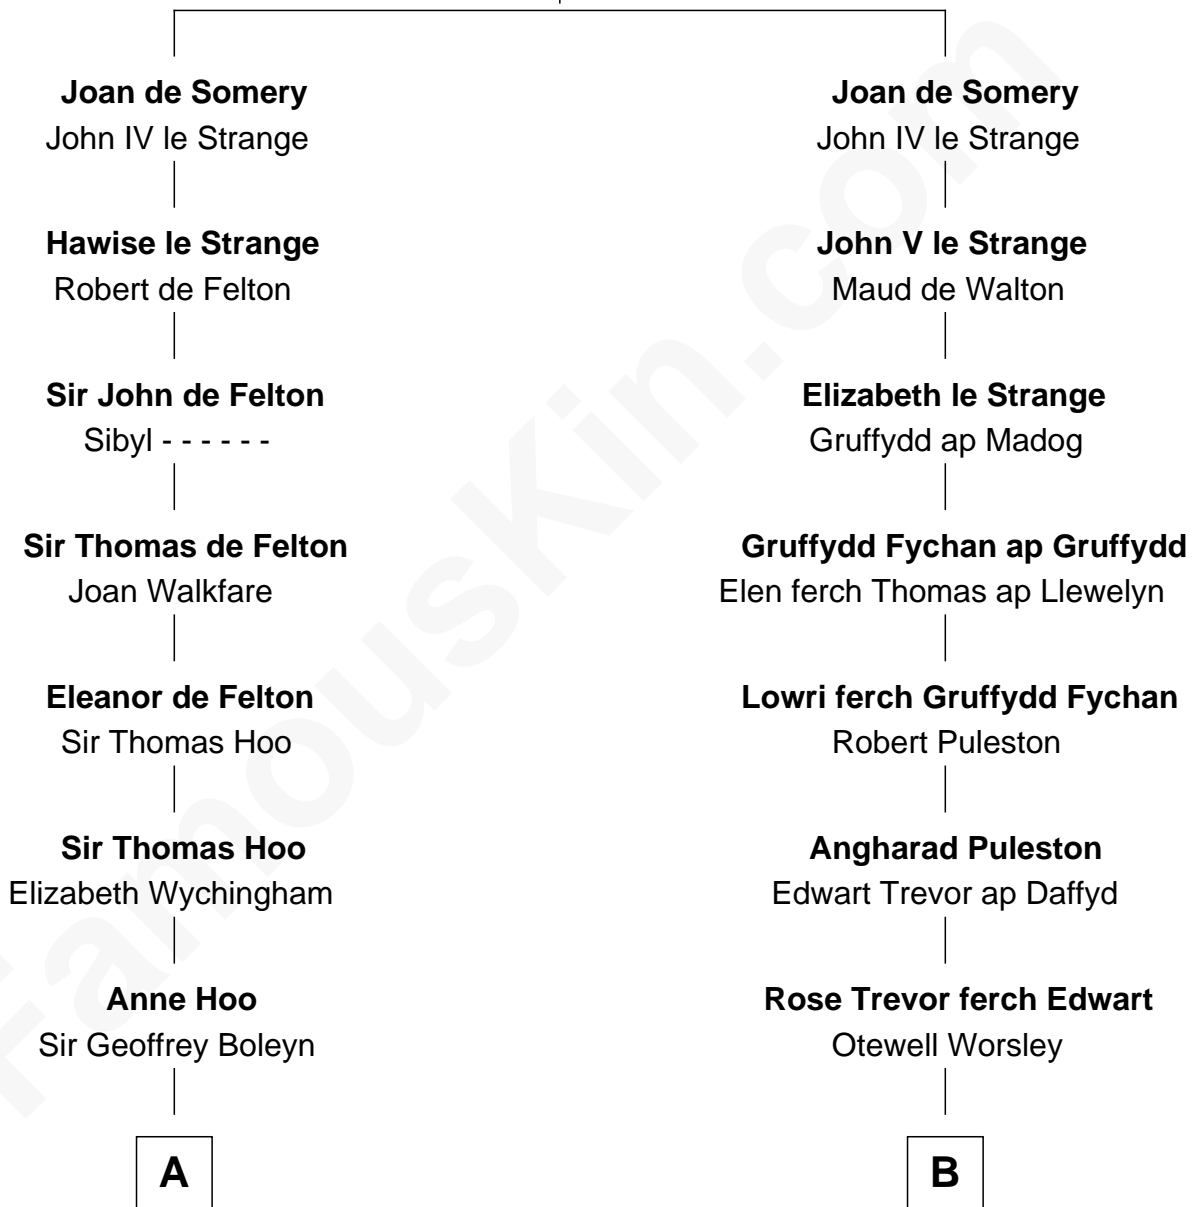 Joan de Somery
John IV le Strange
Hawise le Strange
Robert de Felton
Sir John de Felton
Sibyl - - - - - -
Sir Thomas de Felton
Joan Walkfare
Eleanor de Felton
Sir Thomas Hoo
Sir Thomas Hoo
Elizabeth Wychingham
Anne Hoo
Sir Geoffrey Boleyn
A
Joan de Somery
John IV le Strange
John V le Strange
Maud de Walton
Elizabeth le Strange
Gruffydd ap Madog
Gruffydd Fychan ap Gruffydd
Elen ferch Thomas ap Llewelyn
Lowri ferch Gruffydd Fychan
Robert Puleston
Angharad Puleston
Edwart Trevor ap Daffyd
Rose Trevor ferch Edwart
Otewell Worsley
B
FamousKin.com